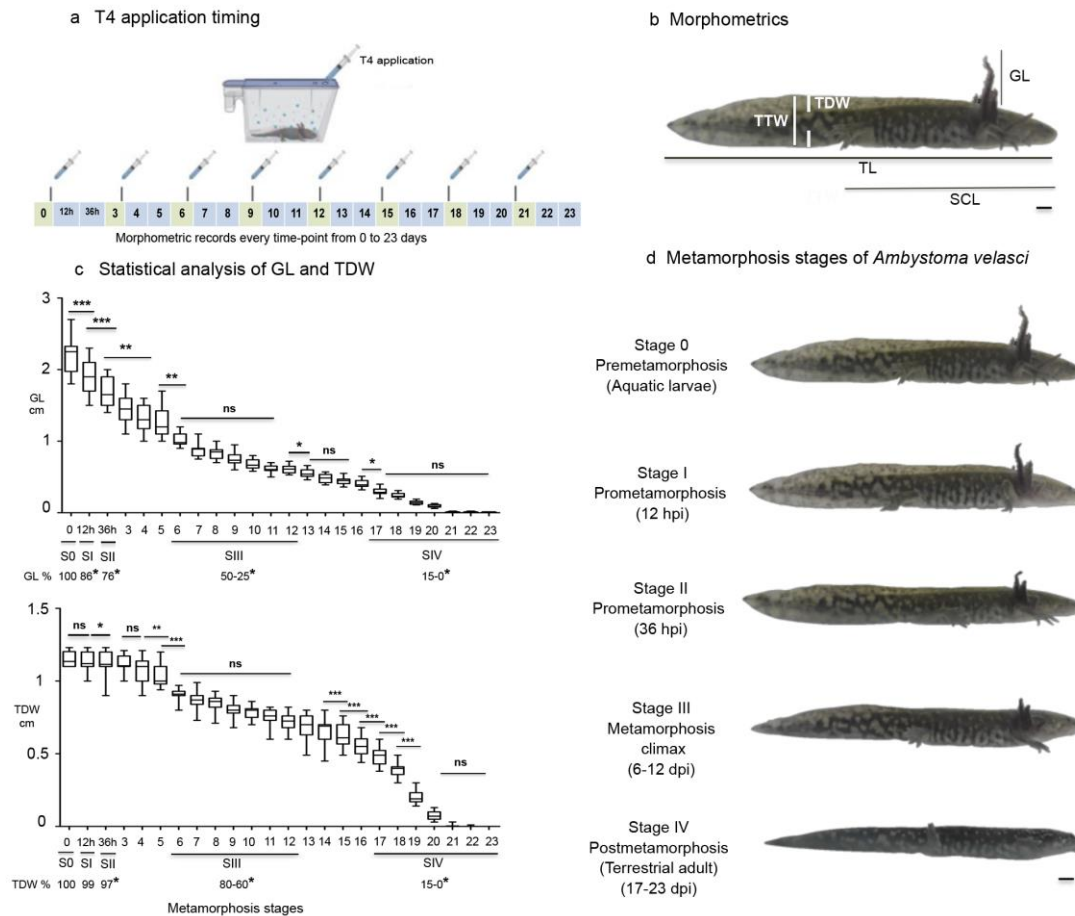 a T4 application timing
T4 application
0 12h 36h 3 4 5 6 7 8 9 10 11 12 13 14 15 16 17 18 19 20 21 22 23
Morphometric records every time-point from 0 to 23 days
b Morphometrics
GL
TDW
TTW
TL
SCL
c Statistical analysis of GL and TDW
3
2
1
0
GL
cm
*** *** ** ** ns * ns * ns
0 12h 36h 3 4 5 6 7 8 9 10 11 12 13 14 15 16 17 18 19 20 21 22 23
S0 SI SII SIII SIV
GL % 100 86* 76* 50-25* 15-0*
1.5
1
0.5
0
TDW
cm
ns * ns ** *** ns *** *** *** *** *** ns
0 12h 36h 3 4 5 6 7 8 9 10 11 12 13 14 15 16 17 18 19 20 21 22 23
S0 SI SII SIII SIV
TDW % 100 99 97* 80-60* 15-0*
Metamorphosis stages
d Metamorphosis stages of Ambystoma velasci
Stage 0
Premetamorphosis
(Aquatic larvae)
Stage I
Prometamorphosis
(12 hpi)
Stage II
Prometamorphosis
(36 hpi)
Stage III
Metamorphosis
climax
(6-12 dpi)
Stage IV
Postmetamorphosis
(Terrestrial adult)
(17-23 dpi)